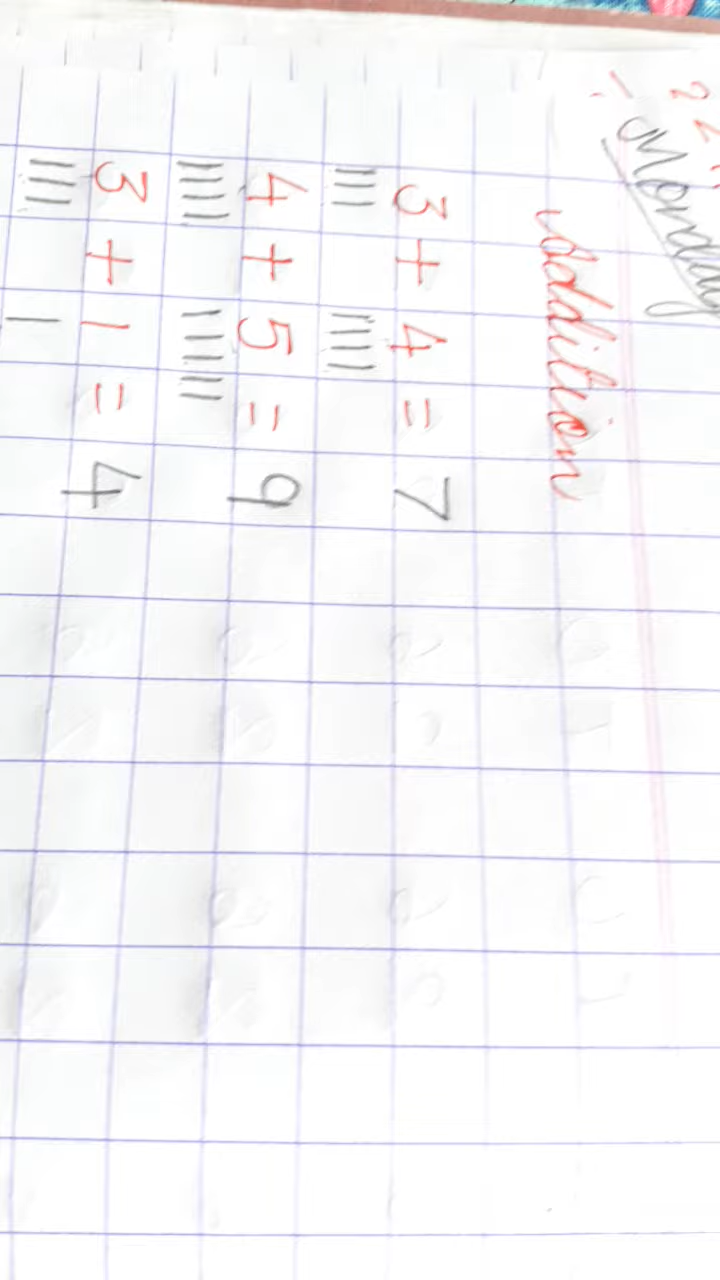 Monday
Addition
3 + 4 = 7
||| ||||
4 + 5 = 9
|||| |||||
3 + 1 = 4
||| |